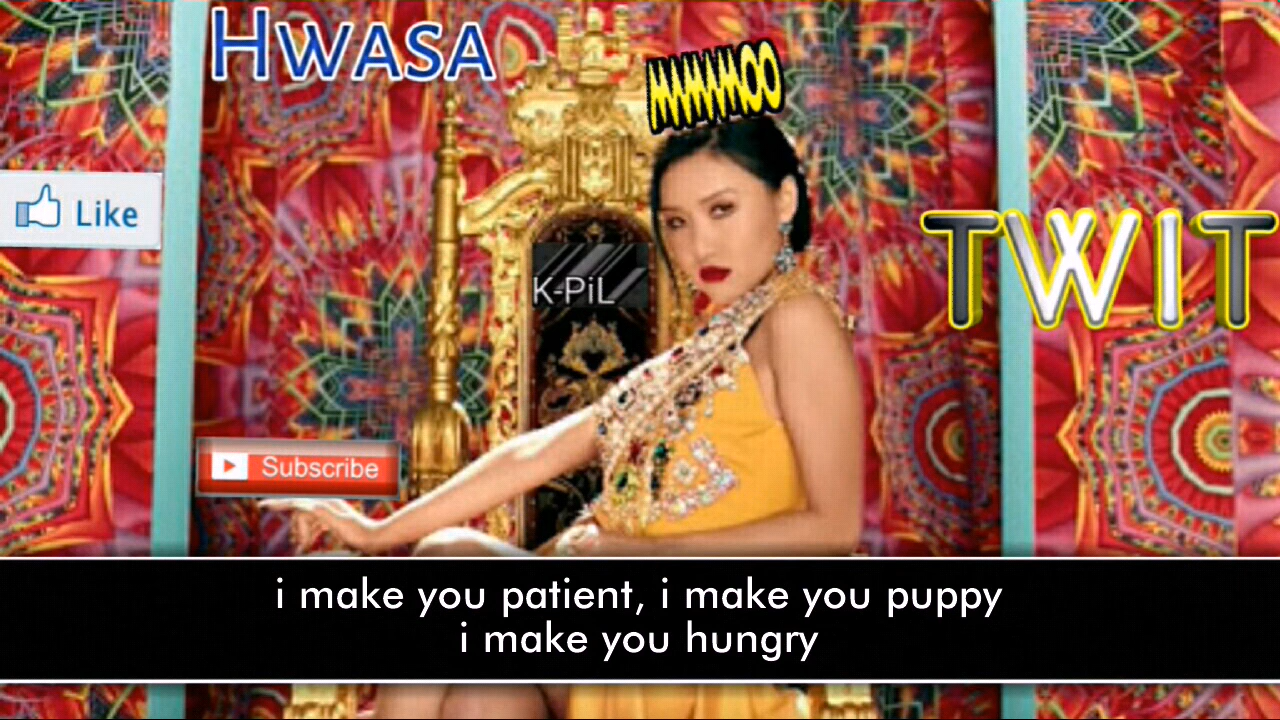 HWASA
MAMAMOO
Like
TWIT
K-PiL
Subscribe
i make you patient, i make you puppy
i make you hungry